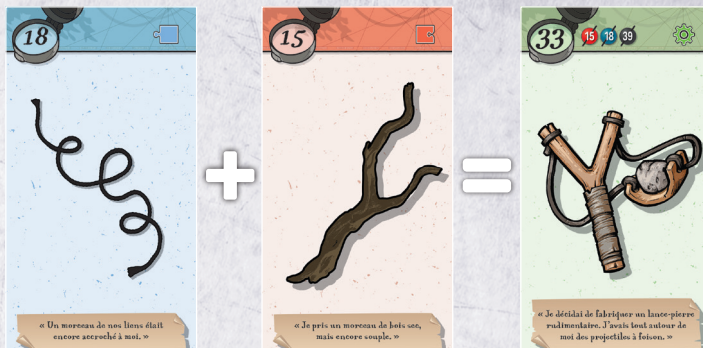 18
« Un morceau de nos liens était
encore accroché à moi. »
+
15
« Je pris un morceau de bois sec,
mais encore souple. »
=
33 15 18 39
« Je décidai de fabriquer un lance-pierre
rudimentaire. J'avais tout autour de
moi des projectiles à foison. »